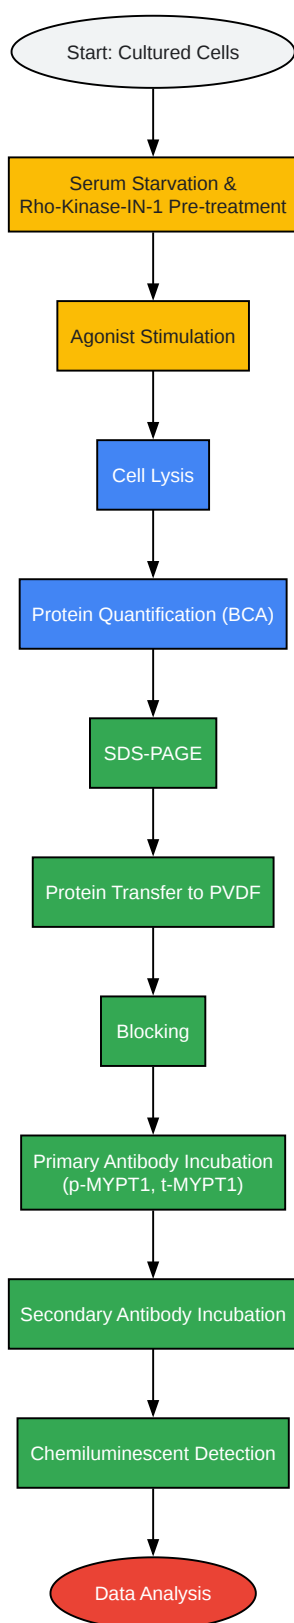 Start: Cultured Cells
Serum Starvation &
Rho-Kinase-IN-1 Pre-treatment
Agonist Stimulation
Cell Lysis
Protein Quantification (BCA)
SDS-PAGE
Protein Transfer to PVDF
Blocking
Primary Antibody Incubation
(p-MYPT1, t-MYPT1)
Secondary Antibody Incubation
Chemiluminescent Detection
Data Analysis